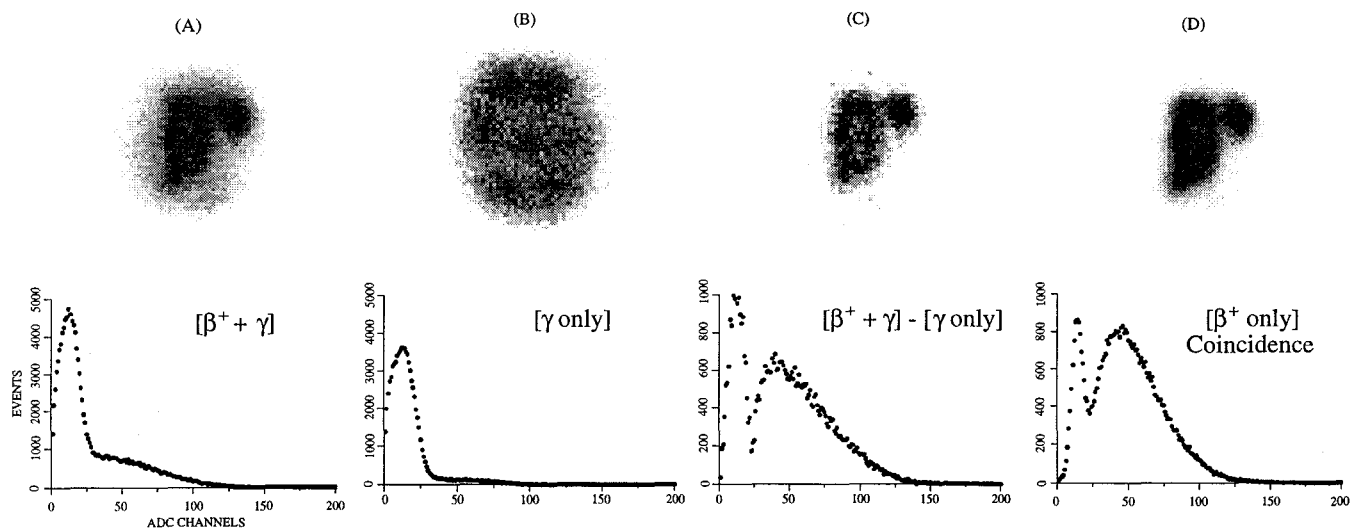 (A)
(B)
(C)
(D)
[β⁺ + γ]
[γ only]
[β⁺ + γ] - [γ only]
[β⁺ only]
Coincidence
EVENTS
0 1000 2000 3000 4000 5000
0 50 100 150 200
ADC CHANNELS
0 1000 2000 3000 4000 5000
0 50 100 150 200
0 200 400 600 800 1000
0 50 100 150 200
0 200 400 600 800 1000
0 50 100 150 200